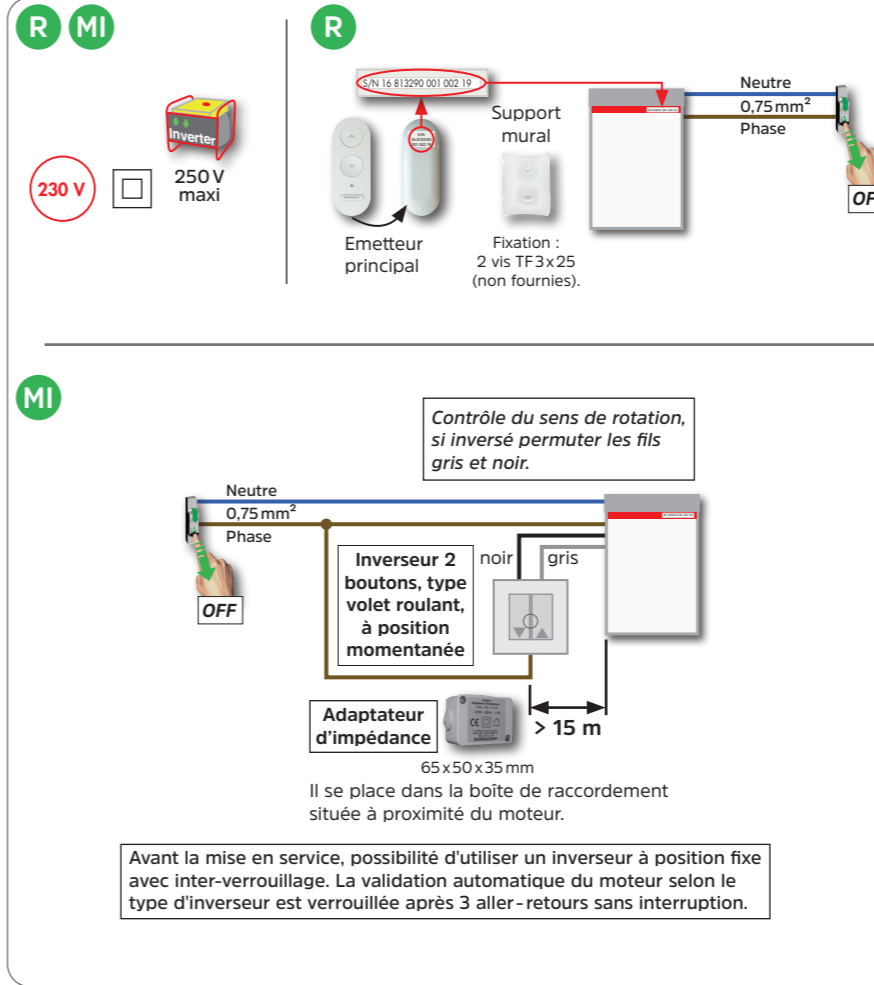 R MI
Inverter
230 V
250 V
maxi
R
S/N 16 813290 001 002 19
S/N
16 813290
001 002 19
Emetteur
principal
Support
mural
Fixation :
2 vis TF 3 x 25
(non fournies).
Neutre
0,75 mm²
Phase
OF
MI
Contrôle du sens de rotation,
si inversé permuter les fils
gris et noir.
Neutre
0,75 mm²
Phase
OFF
Inverseur 2
boutons, type
volet roulant,
à position
momentanée
noir
gris
Adaptateur
d'impédance
> 15 m
65 x 50 x 35 mm
Il se place dans la boîte de raccordement
située à proximité du moteur.
Avant la mise en service, possibilité d'utiliser un inverseur à position fixe
avec inter-verrouillage. La validation automatique du moteur selon le
type d'inverseur est verrouillée après 3 aller-retours sans interruption.